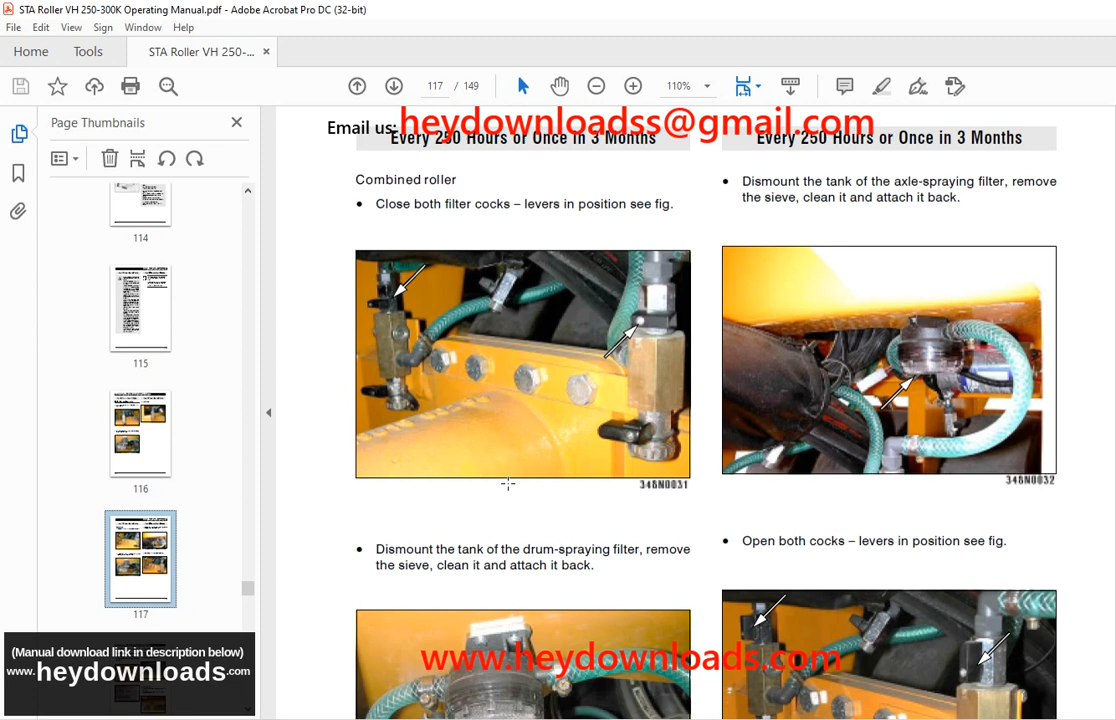 STA Roller VH 250-300K Operating Manual.pdf - Adobe Acrobat Pro DC (32-bit)
File Edit View Sign Window Help
Home Tools STA Roller VH 250-... ×
117 / 149 110%
Page Thumbnails
114
115
116
117
Email us: heydownloadss@gmail.com
Every 250 Hours or Once in 3 Months
Combined roller
• Close both filter cocks – levers in position see fig.
348N0031
• Dismount the tank of the drum-spraying filter, remove
the sieve, clean it and attach it back.
Every 250 Hours or Once in 3 Months
• Dismount the tank of the axle-spraying filter, remove
the sieve, clean it and attach it back.
348N0032
• Open both cocks – levers in position see fig.
www.heydownloads.com
(Manual download link in description below)
www.heydownloads.com